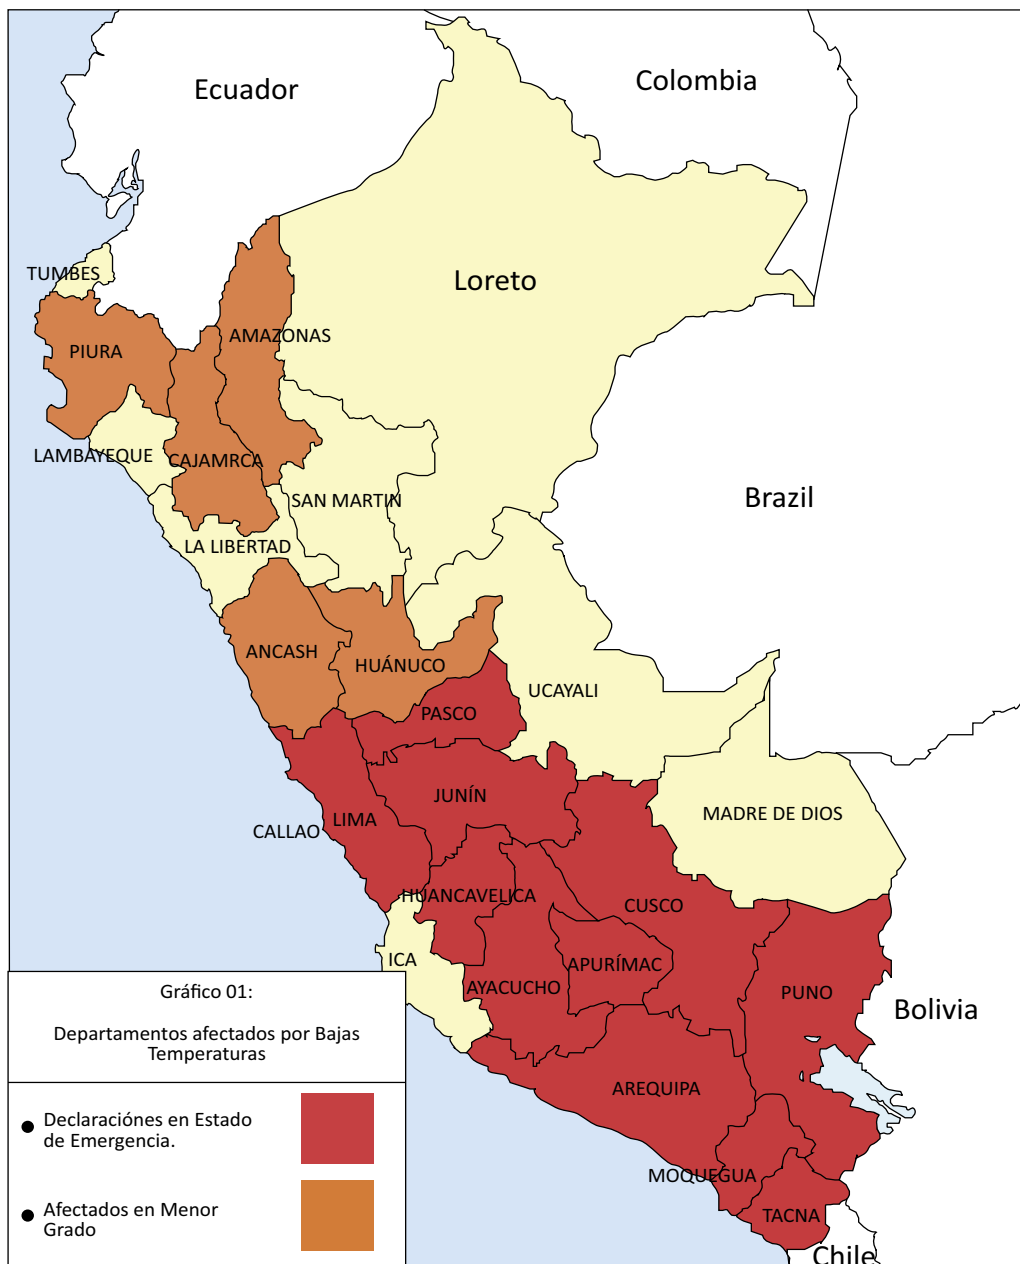 Ecuador
Colombia
Loreto
TUMBES
AMAZONAS
PIURA
LAMBAYEQUE
CAJAMRCA
SAN MARTIN
Brazil
LA LIBERTAD
ANCASH
HUÁNUCO
UCAYALI
PASCO
JUNÍN
MADRE DE DIOS
LIMA
CALLAO
HUANCAVELICA
CUSCO
ICA
APURÍMAC
AYACUCHO
PUNO
Bolivia
AREQUIPA
MOQUEGUA
TACNA
Chile
Gráfico 01:
Departamentos afectados por Bajas
Temperaturas
● Declaraciónes en Estado
de Emergencia.
● Afectados en Menor
Grado